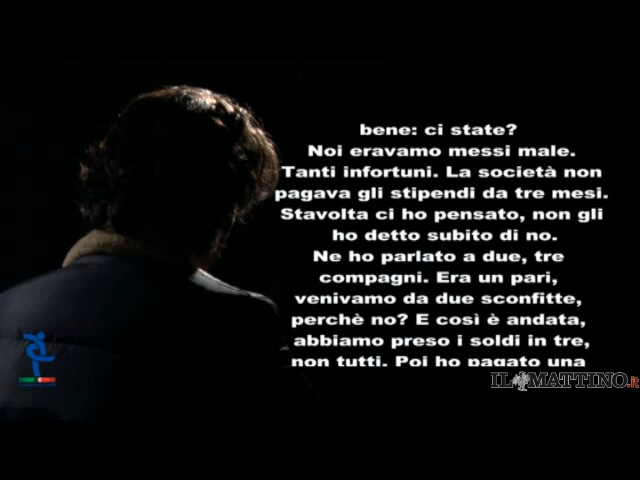 bene: ci state?
Noi eravamo messi male.
Tanti infortuni. La società non
pagava gli stipendi da tre mesi.
Stavolta ci ho pensato, non gli
ho detto subito di no.
Ne ho parlato a due, tre
compagni. Era un pari,
venivamo da due sconfitte,
perchè no? E così è andata,
abbiamo preso i soldi in tre,
non tutti. Poi ho pagato una
IL MATTINO.it